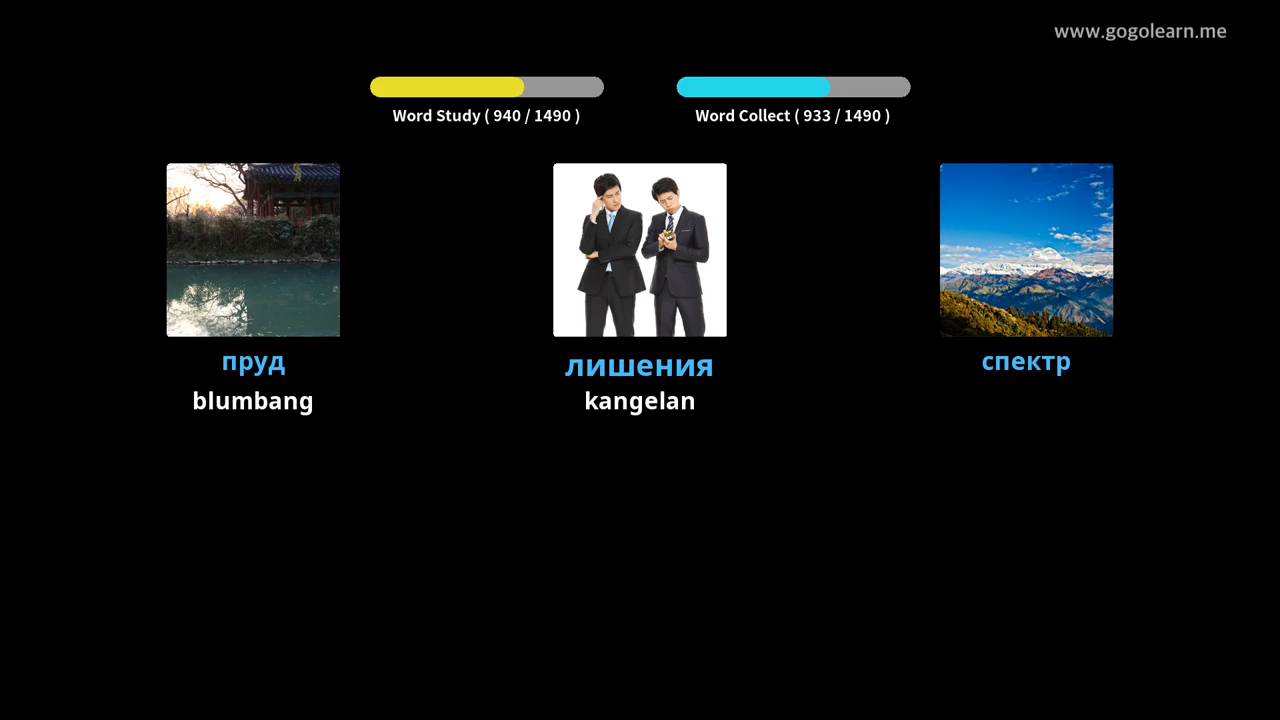 www.gogolearn.me
Word Study ( 940 / 1490 )
Word Collect ( 933 / 1490 )
пруд
blumbang
лишения
kangelan
спектр